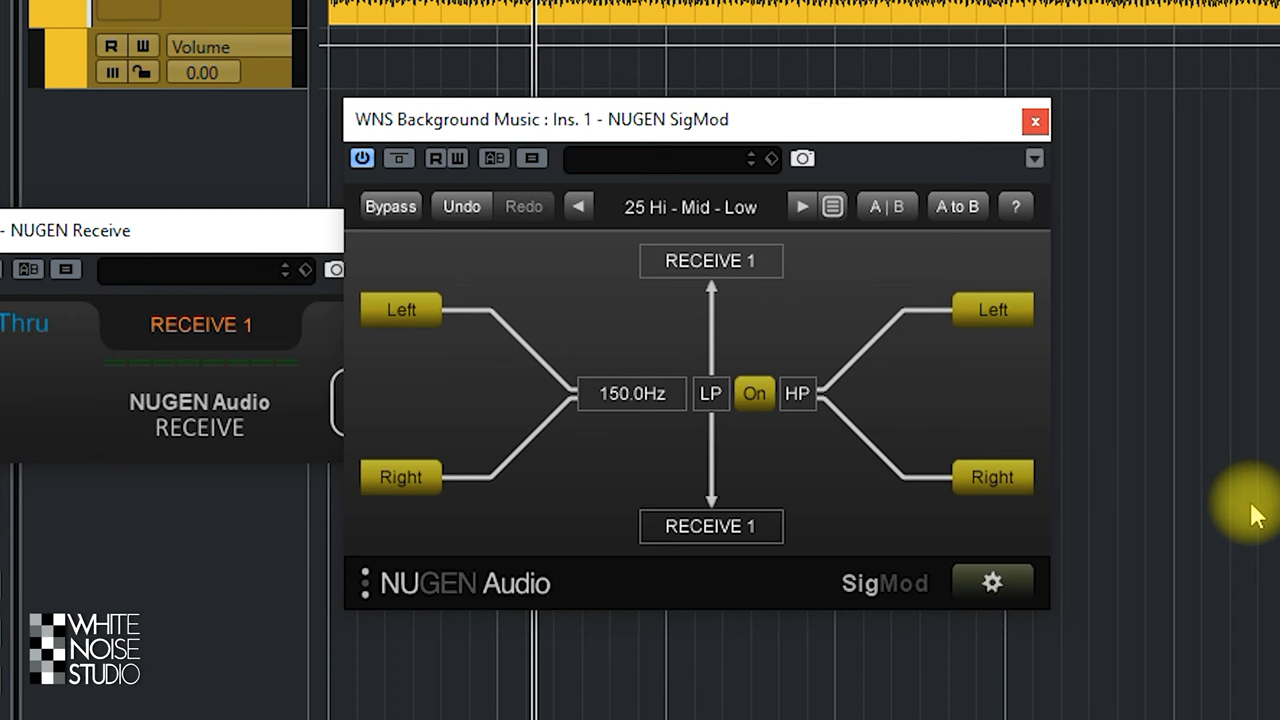 R W Volume
0.00
WNS Background Music : Ins. 1 - NUGEN SigMod
x
R W AB
Bypass Undo Redo 25 Hi - Mid - Low A | B A to B ?
- NUGEN Receive
AB
Thru RECEIVE 1
NUGEN Audio
RECEIVE
RECEIVE 1
Left Left
150.0Hz LP On HP
Right Right
RECEIVE 1
NUGEN Audio SigMod
WHITE
NOISE
STUDIO